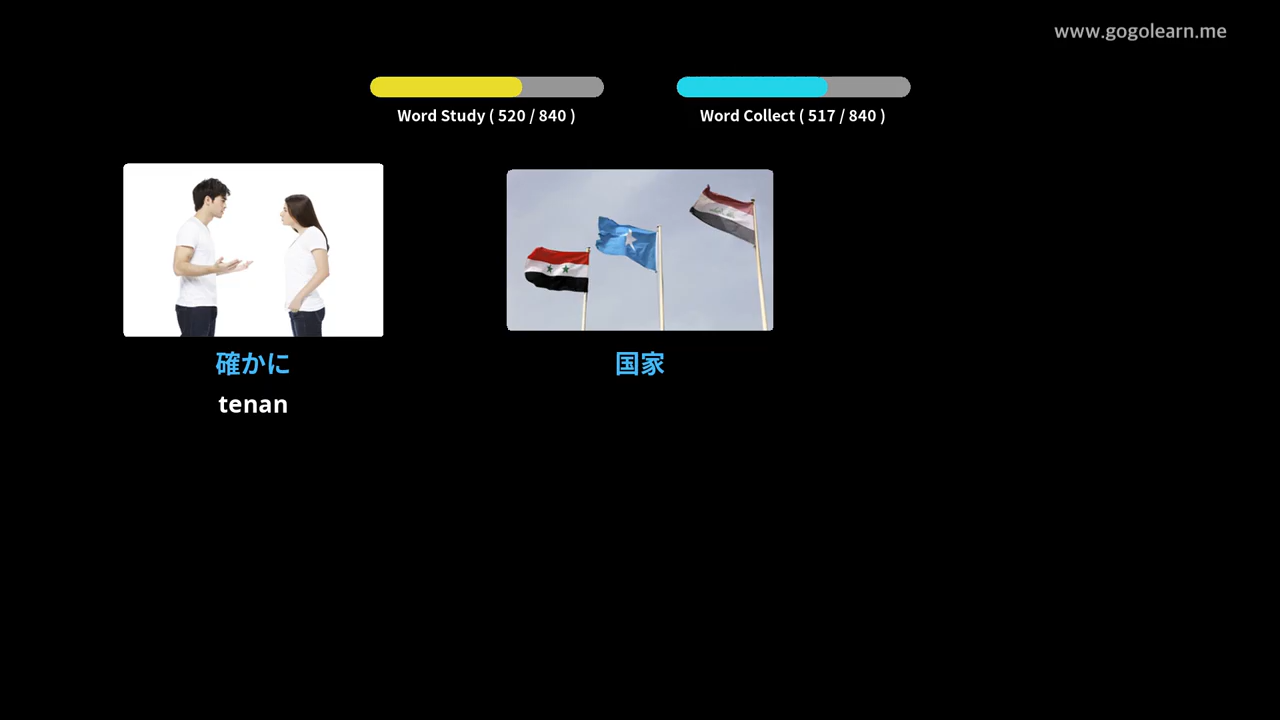 www.gogolearn.me
Word Study ( 520 / 840 )
Word Collect ( 517 / 840 )
確かに
国家
tenan